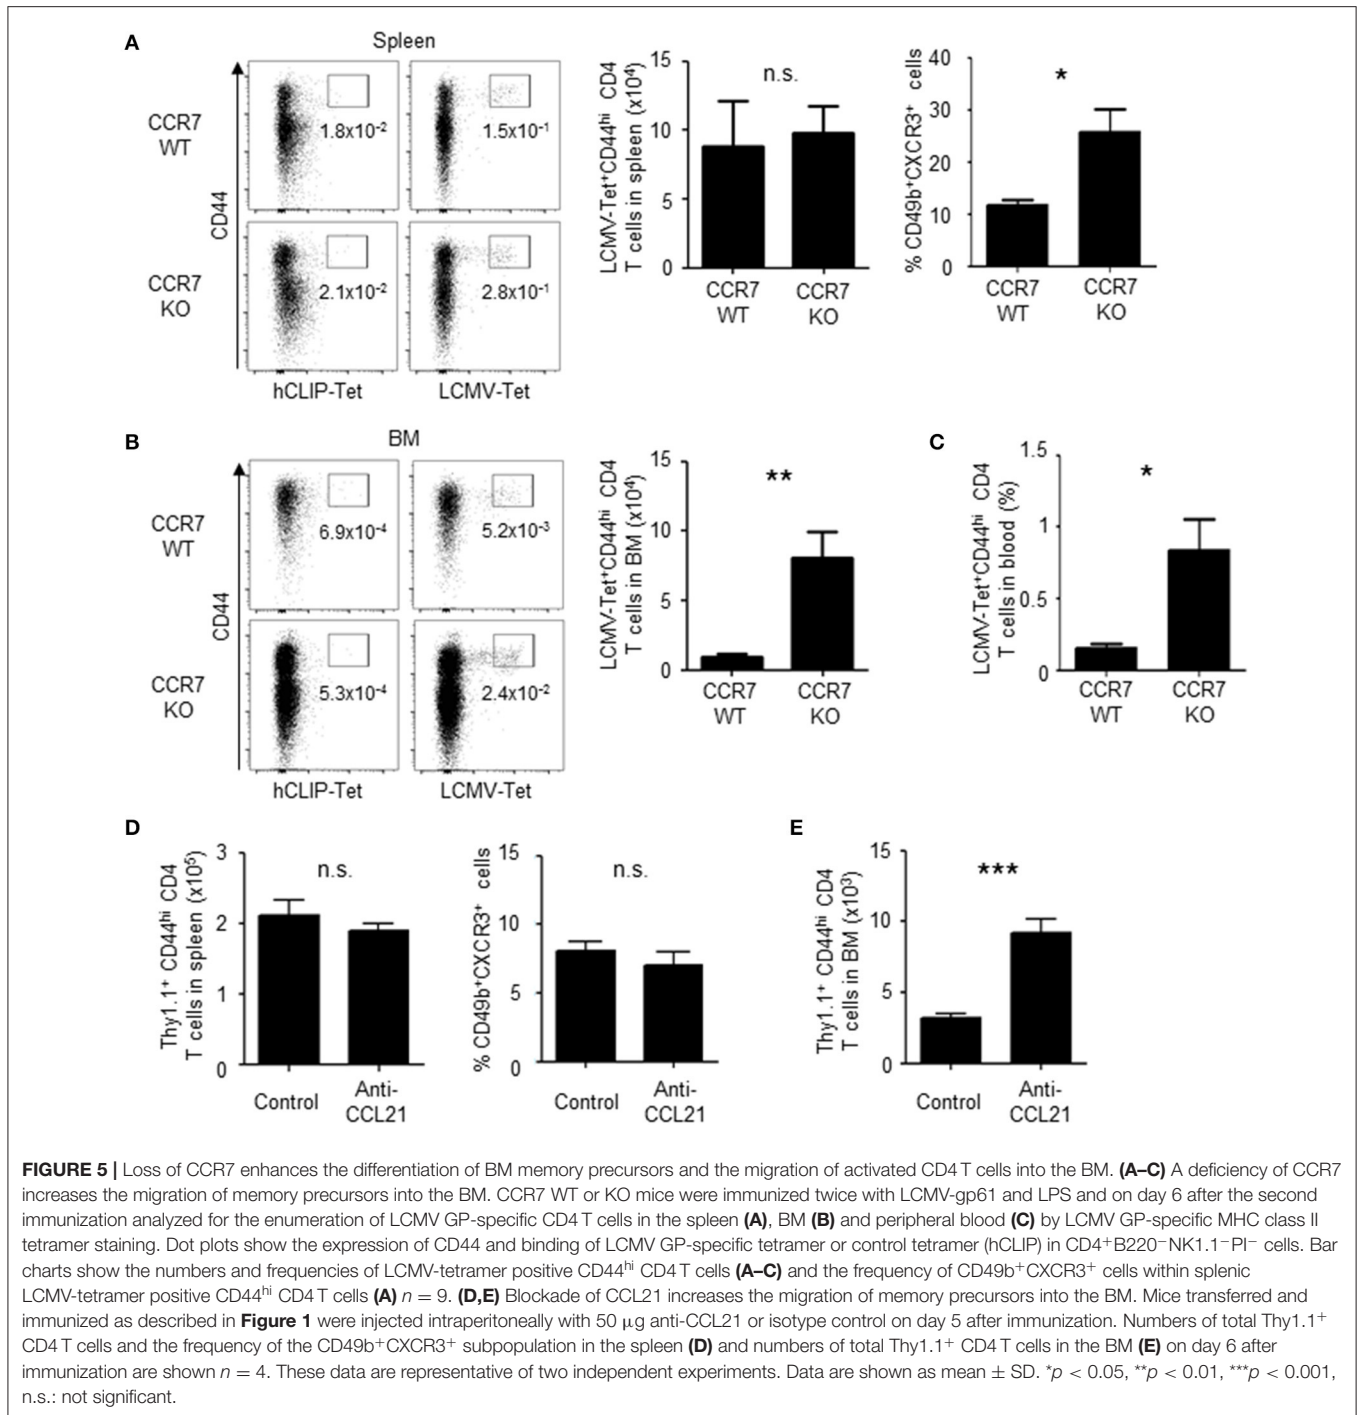 A
Spleen
CCR7
WT
1.8x10-2
1.5x10-1
CD44
CCR7
KO
2.1x10-2
2.8x10-1
hCLIP-Tet
LCMV-Tet
LCMV-Tet+CD44hi CD4
T cells in spleen (x104)
15
10
5
0
n.s.
CCR7
WT
CCR7
KO
% CD49b+CXCR3+ cells
40
30
20
10
0
*
CCR7
WT
CCR7
KO
B
BM
CCR7
WT
6.9x10-4
5.2x10-3
CD44
CCR7
KO
5.3x10-4
2.4x10-2
hCLIP-Tet
LCMV-Tet
LCMV-Tet+CD44hi CD4
T cells in BM (x104)
15
10
5
0
**
CCR7
WT
CCR7
KO
C
LCMV-Tet+CD44hi CD4
T cells in blood (%)
1.5
1
0.5
0
*
CCR7
WT
CCR7
KO
D
Thy1.1+ CD44hi CD4
T cells in spleen (x105)
3
2
1
0
n.s.
Control
Anti-
CCL21
% CD49b+CXCR3+ cells
15
10
5
0
n.s.
Control
Anti-
CCL21
E
Thy1.1+ CD44hi CD4
T cells in BM (x103)
15
10
5
0
***
Control
Anti-
CCL21
FIGURE 5 | Loss of CCR7 enhances the differentiation of BM memory precursors and the migration of activated CD4 T cells into the BM. (A–C) A deficiency of CCR7
increases the migration of memory precursors into the BM. CCR7 WT or KO mice were immunized twice with LCMV-gp61 and LPS and on day 6 after the second
immunization analyzed for the enumeration of LCMV GP-specific CD4 T cells in the spleen (A), BM (B) and peripheral blood (C) by LCMV GP-specific MHC class II
tetramer staining. Dot plots show the expression of CD44 and binding of LCMV GP-specific tetramer or control tetramer (hCLIP) in CD4+B220−NK1.1−PI− cells. Bar
charts show the numbers and frequencies of LCMV-tetramer positive CD44hi CD4 T cells (A–C) and the frequency of CD49b+CXCR3+ cells within splenic
LCMV-tetramer positive CD44hi CD4 T cells (A) n = 9. (D,E) Blockade of CCL21 increases the migration of memory precursors into the BM. Mice transferred and
immunized as described in Figure 1 were injected intraperitoneally with 50 μg anti-CCL21 or isotype control on day 5 after immunization. Numbers of total Thy1.1+
CD4 T cells and the frequency of the CD49b+CXCR3+ subpopulation in the spleen (D) and numbers of total Thy1.1+ CD4 T cells in the BM (E) on day 6 after
immunization are shown n = 4. These data are representative of two independent experiments. Data are shown as mean ± SD. *p < 0.05, **p < 0.01, ***p < 0.001,
n.s.: not significant.